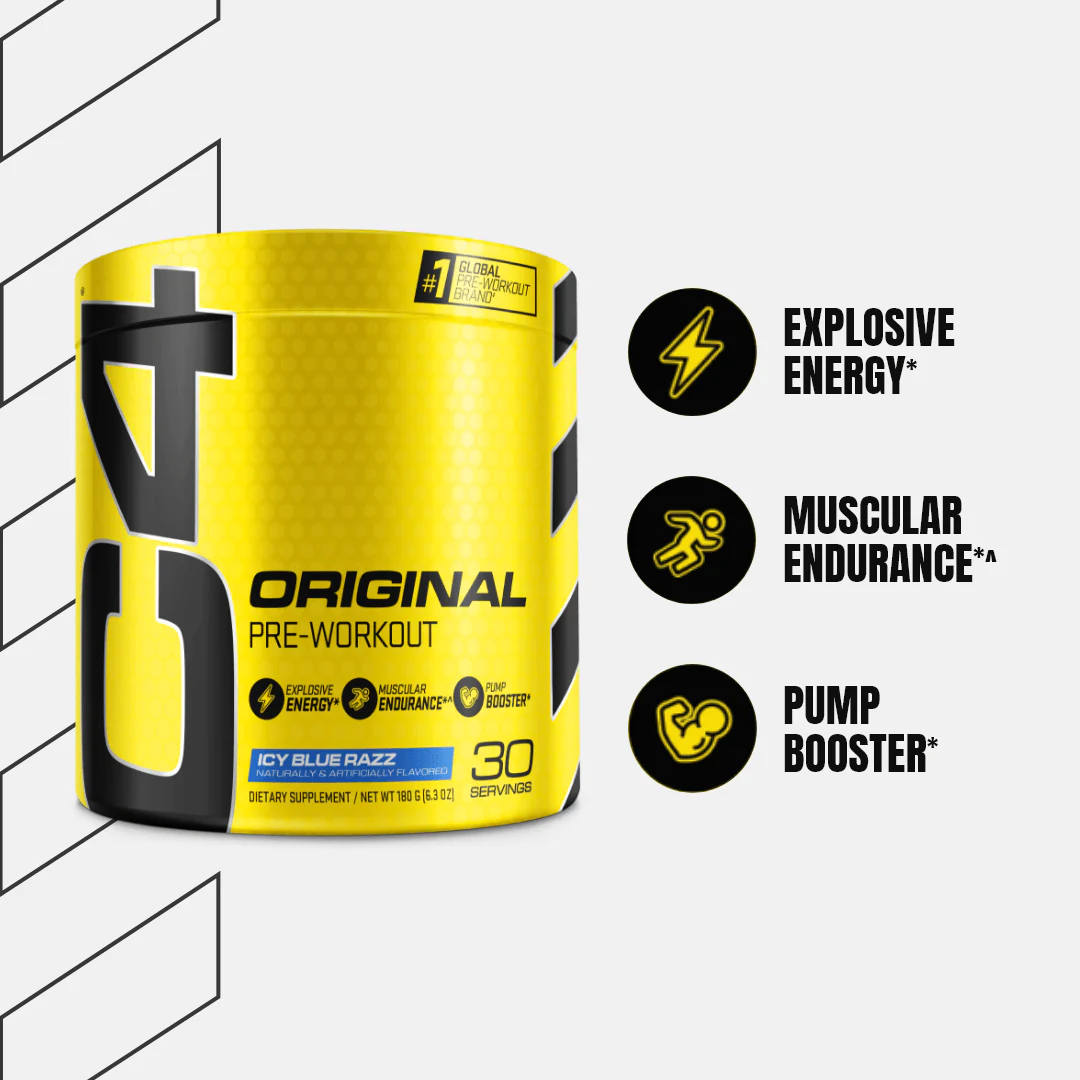 #1 GLOBAL
PRE-WORKOUT
BRAND
C4
ORIGINAL
PRE-WORKOUT
EXPLOSIVE
ENERGY*
MUSCULAR
ENDURANCE*^
PUMP
BOOSTER*
ICY BLUE RAZZ
NATURALLY & ARTIFICIALLY FLAVORED
30
SERVINGS
DIETARY SUPPLEMENT / NET WT 180 G (6.3 OZ)
EXPLOSIVE
ENERGY*
MUSCULAR
ENDURANCE*^
PUMP
BOOSTER*